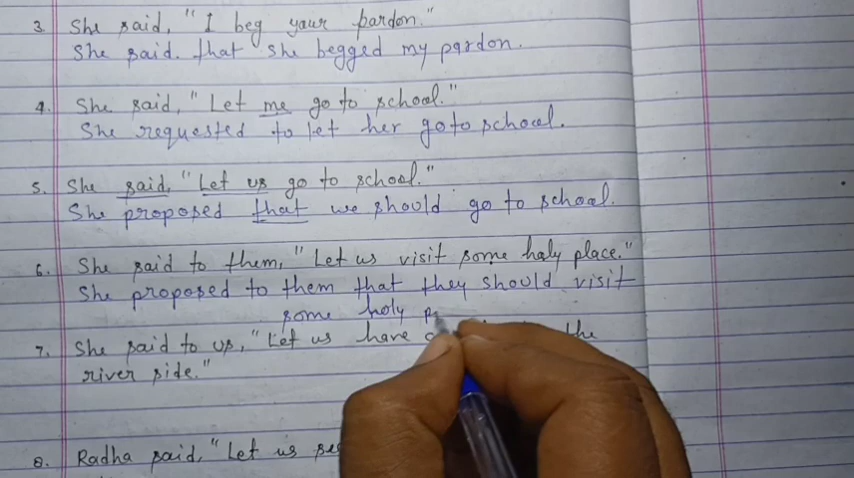 3. She said, "I beg your pardon."
She said. that she begged my pardon.
4. She said, "Let me go to school."
She requested to let her go to school.
5. She said, "Let us go to school."
She proposed that we should go to school.
6. She said to them, "Let us visit some holy place."
She proposed to them that they should visit
some holy p
7. She said to us, "Let us have the
river side."
8. Radha said, "Let us